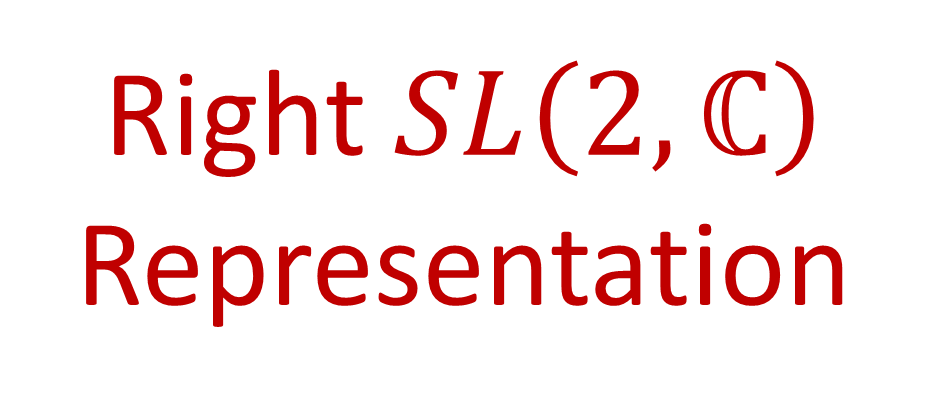 Right 𝑆𝐿(2, ℂ)
Representation